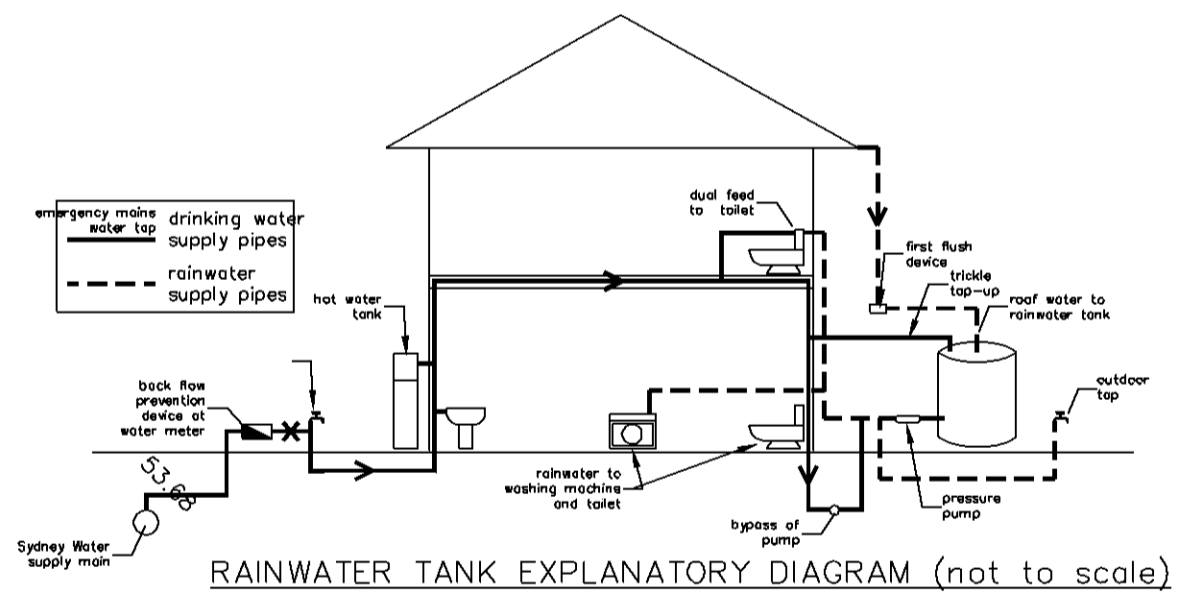 emergency mains
water tap
drinking water
supply pipes
rainwater
supply pipes
dual feed
to toilet
first flush
device
trickle
tap-up
roof water to
rainwater tank
hot water
tank
back flow
prevention
device at
water meter
outdoor
tap
53.68
rainwater to
washing machine
and toilet
pressure
pump
bypass of
pump
Sydney Water
supply main
RAINWATER TANK EXPLANATORY DIAGRAM (not to scale)